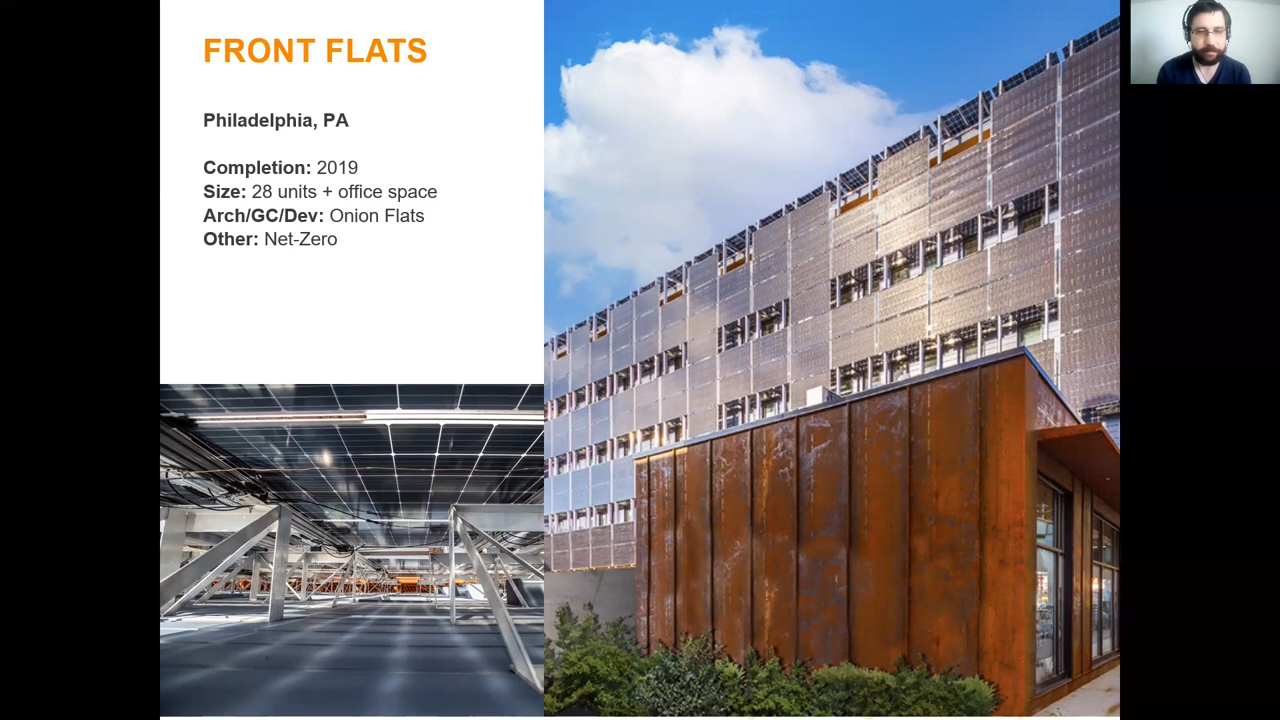 FRONT FLATS
Philadelphia, PA
Completion: 2019
Size: 28 units + office space
Arch/GC/Dev: Onion Flats
Other: Net-Zero